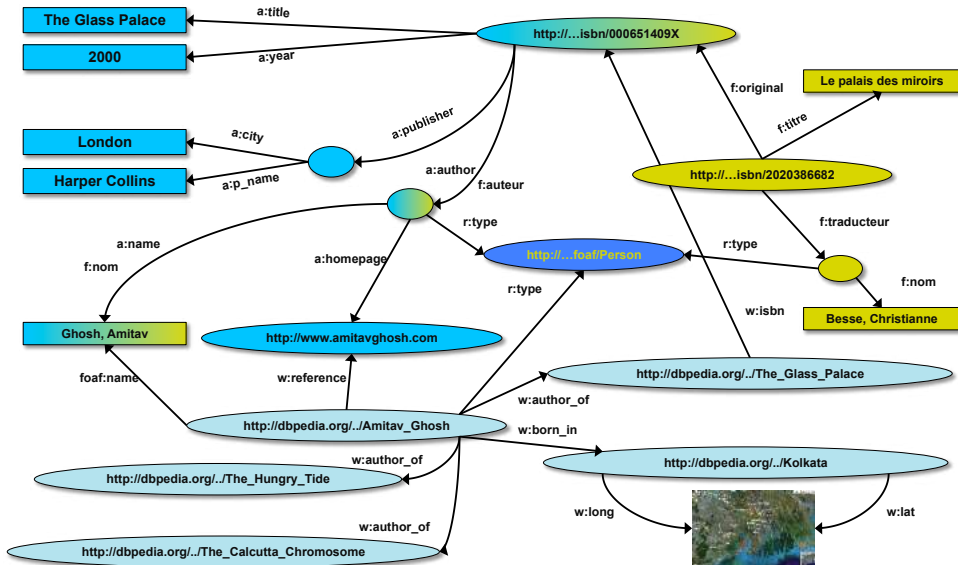 a:title
The Glass Palace
http://...isbn/000651409X
2000
a:year
f:original
Le palais des miroirs
f:titre
a:publisher
London
a:city
Harper Collins
a:p_name
a:author
f:auteur
http://...isbn/2020386682
r:type
f:traducteur
a:name
f:nom
a:homepage
http://...foaf/Person
r:type
r:type
f:nom
w:isbn
Ghosh, Amitav
http://www.amitavghosh.com
Besse, Christianne
foaf:name
w:reference
http://dbpedia.org/../The_Glass_Palace
w:author_of
http://dbpedia.org/../Amitav_Ghosh
w:born_in
w:author_of
http://dbpedia.org/../Kolkata
http://dbpedia.org/../The_Hungry_Tide
w:long
w:lat
w:author_of
http://dbpedia.org/../The_Calcutta_Chromosome